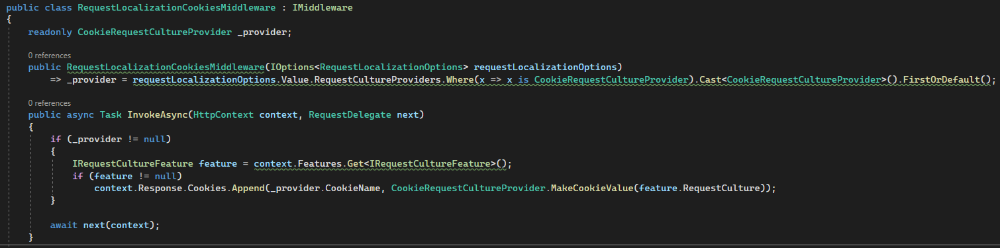 public class RequestLocalizationCookiesMiddleware : IMiddleware
{
    readonly CookieRequestCultureProvider _provider;
    0 references
    public RequestLocalizationCookiesMiddleware(IOptions<RequestLocalizationOptions> requestLocalizationOptions)
        => _provider = requestLocalizationOptions.Value.RequestCultureProviders.Where(x => x is CookieRequestCultureProvider).Cast<CookieRequestCultureProvider>().FirstOrDefault();
    0 references
    public async Task InvokeAsync(HttpContext context, RequestDelegate next)
    {
        if (_provider != null)
        {
            IRequestCultureFeature feature = context.Features.Get<IRequestCultureFeature>();
            if (feature != null)
                context.Response.Cookies.Append(_provider.CookieName, CookieRequestCultureProvider.MakeCookieValue(feature.RequestCulture));
        }
        await next(context);
    }